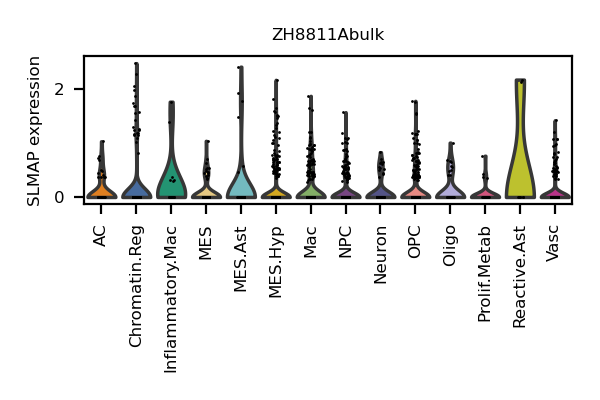 ZH8811Abulk
SLMAP expression
2
0
AC
Chromatin.Reg
Inflammatory.Mac
MES
MES.Ast
MES.Hyp
Mac
NPC
Neuron
OPC
Oligo
Prolif.Metab
Reactive.Ast
Vasc